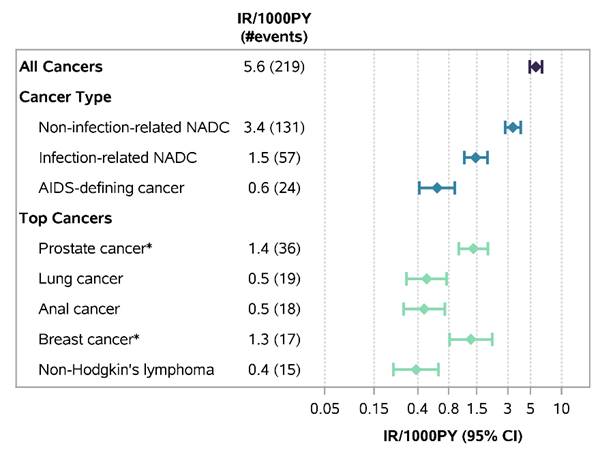 IR/1000PY
(#events)
All Cancers 5.6 (219)
Cancer Type
Non-infection-related NADC 3.4 (131)
Infection-related NADC 1.5 (57)
AIDS-defining cancer 0.6 (24)
Top Cancers
Prostate cancer* 1.4 (36)
Lung cancer 0.5 (19)
Anal cancer 0.5 (18)
Breast cancer* 1.3 (17)
Non-Hodgkin's lymphoma 0.4 (15)
0.05 0.15 0.4 0.8 1.5 3 5 10
IR/1000PY (95% CI)